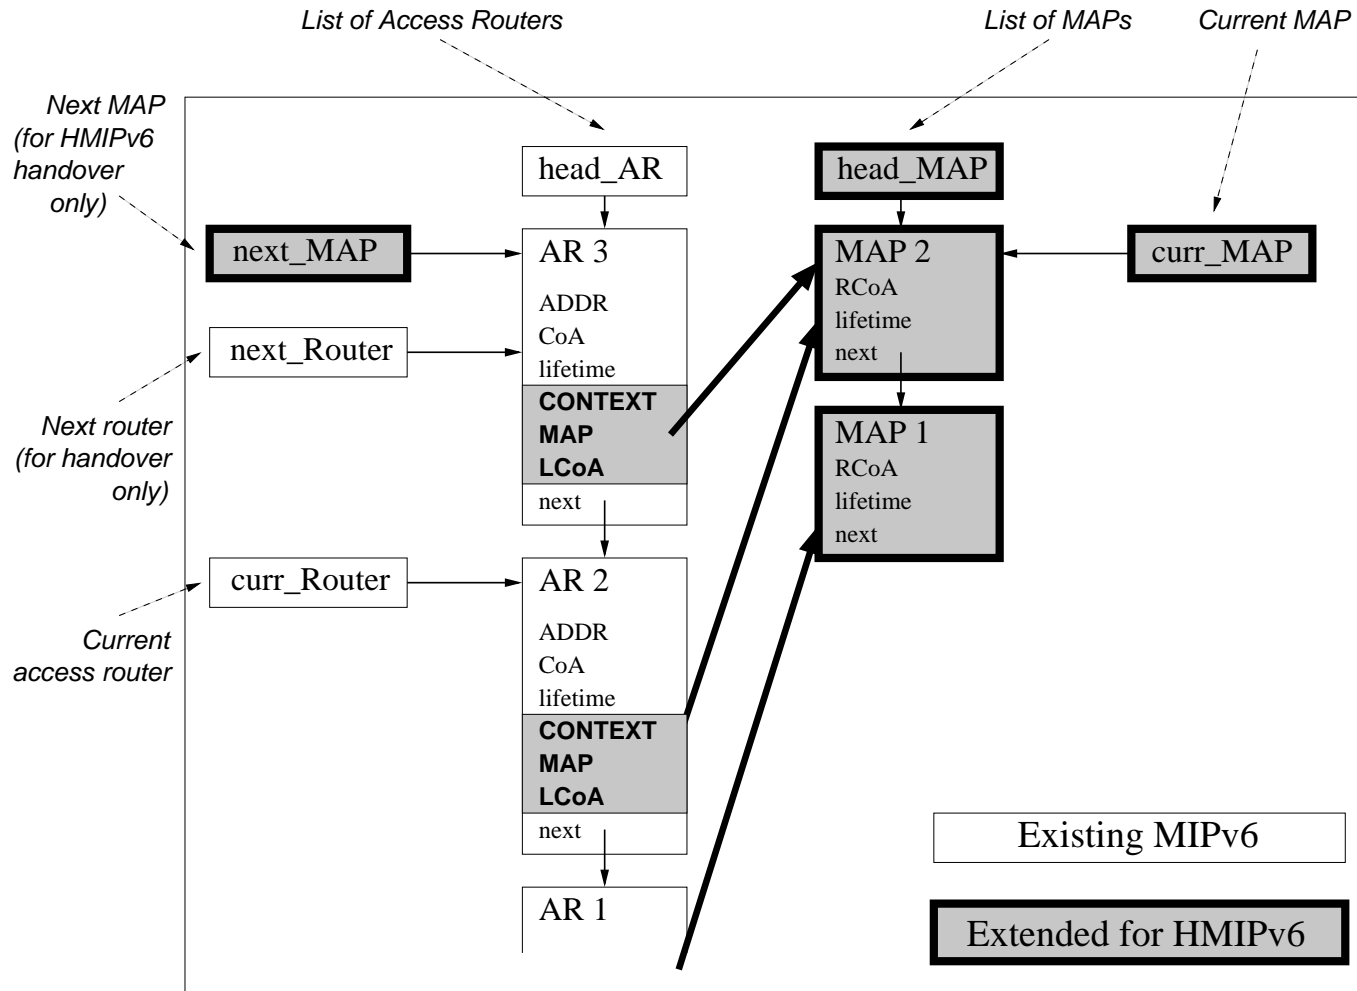 List of Access Routers
List of MAPs
Current MAP
Next MAP
(for HMIPv6
handover
only)
head_AR
head_MAP
next_MAP
AR 3
MAP 2
curr_MAP
ADDR
CoA
lifetime
CONTEXT
MAP
LCoA
next
RCoA
lifetime
next
next_Router
Next router
(for handover
only)
MAP 1
RCoA
lifetime
next
curr_Router
Current
access router
AR 2
ADDR
CoA
lifetime
CONTEXT
MAP
LCoA
next
AR 1
Existing MIPv6
Extended for HMIPv6